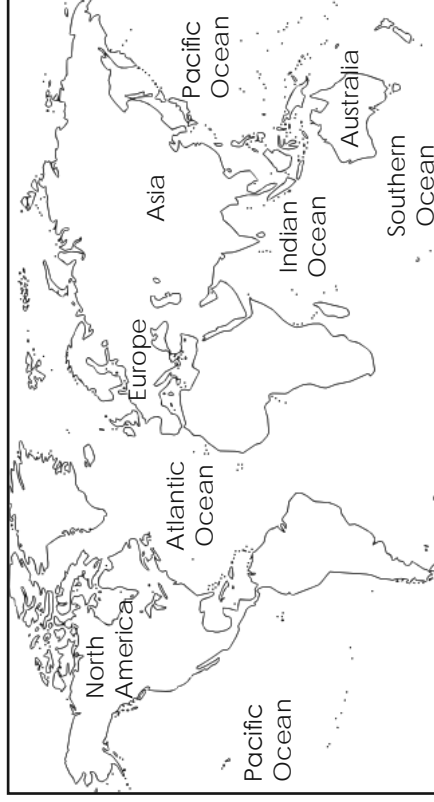 North
America
Pacific
Ocean
Atlantic
Ocean
Europe
Asia
Indian
Ocean
Pacific
Ocean
Australia
Southern
Ocean